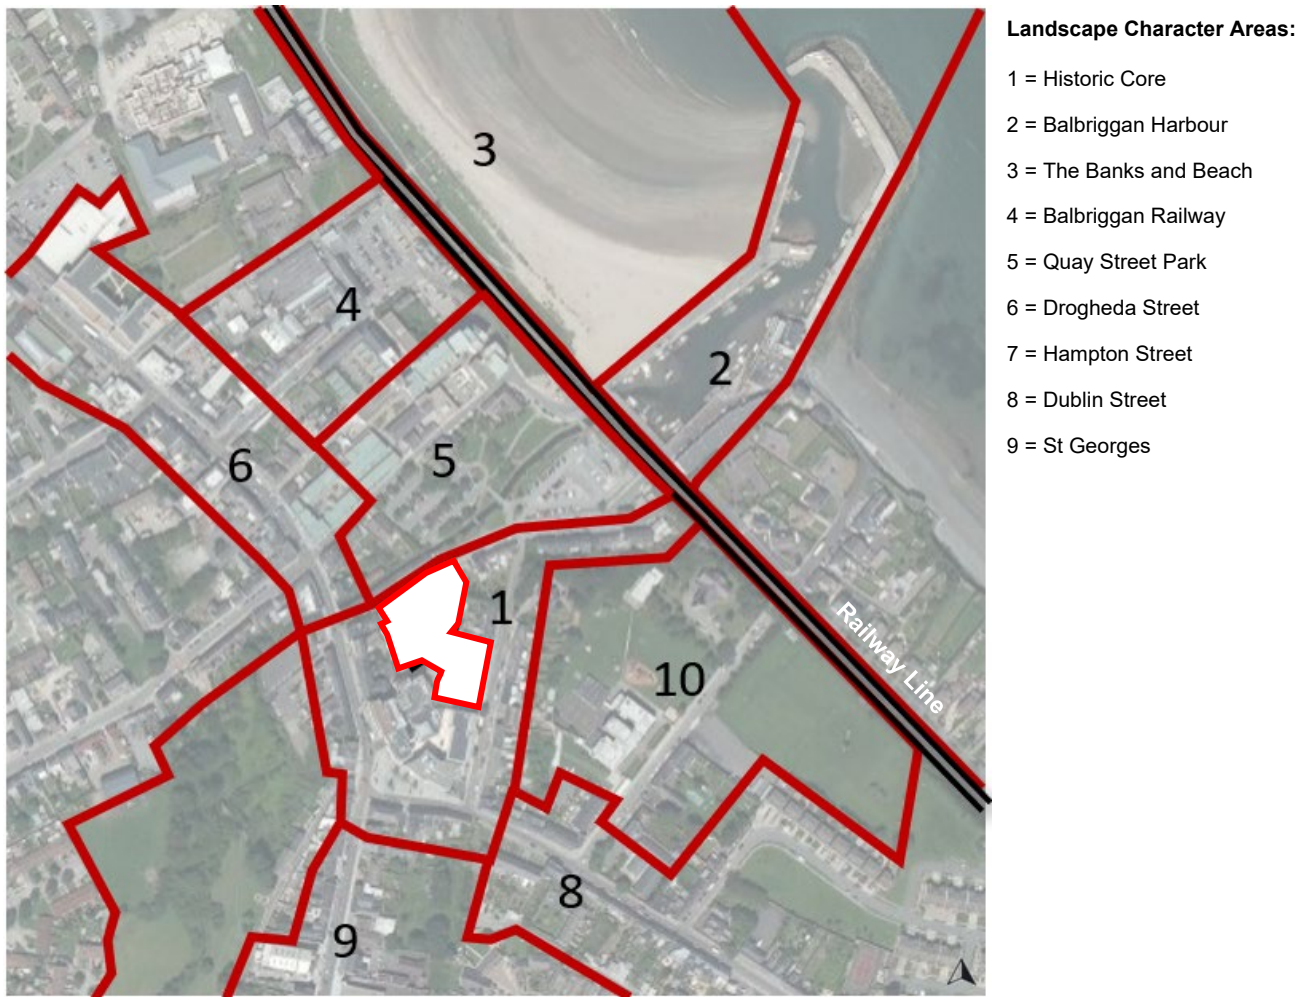 Landscape Character Areas:
1 = Historic Core
2 = Balbriggan Harbour
3 = The Banks and Beach
4 = Balbriggan Railway
5 = Quay Street Park
6 = Drogheda Street
7 = Hampton Street
8 = Dublin Street
9 = St Georges
3
4
2
5
6
1
10
Railway Line
8
9